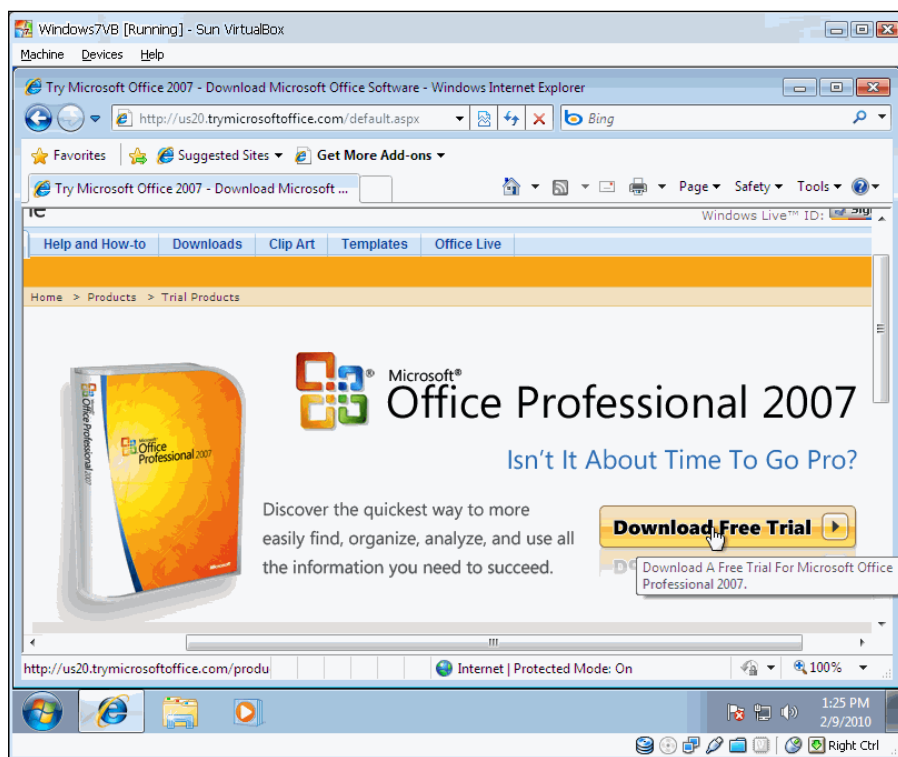 Windows7VB [Running] - Sun VirtualBox
Machine Devices Help
Try Microsoft Office 2007 - Download Microsoft Office Software - Windows Internet Explorer
http://us20.trymicrosoftoffice.com/default.aspx Bing
Favorites Suggested Sites Get More Add-ons
Try Microsoft Office 2007 - Download Microsoft ... Page Safety Tools
Windows Live™ ID:
Help and How-to Downloads Clip Art Templates Office Live
Home > Products > Trial Products
Microsoft®
Office Professional 2007
Isn't It About Time To Go Pro?
Office Professional 2007
Microsoft
Office
Professional 2007
Microsoft
Discover the quickest way to more
easily find, organize, analyze, and use all
the information you need to succeed.
Download Free Trial
Download A Free Trial For Microsoft Office
Professional 2007.
http://us20.trymicrosoftoffice.com/produ Internet | Protected Mode: On 100%
1:25 PM
2/9/2010
Right Ctrl